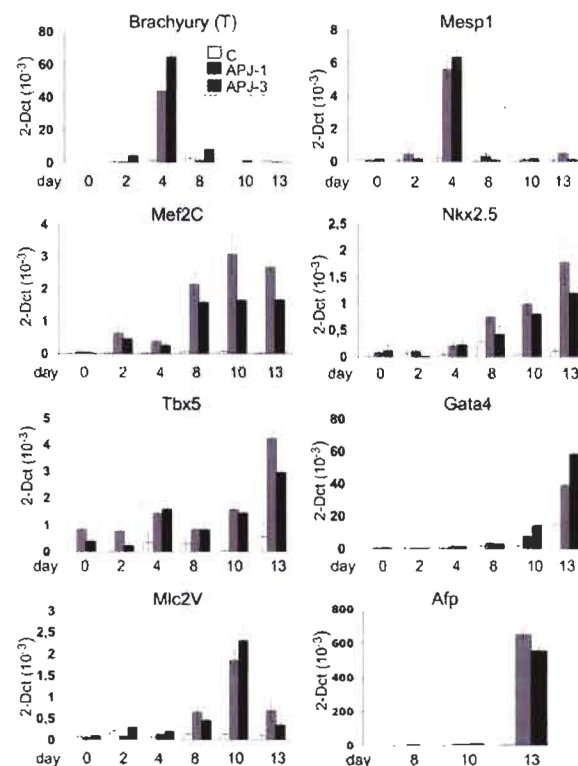 Brachyury (T)
2-Dct (10-3)
80
60
40
20
0
C
APJ-1
APJ-3
day 0 2 4 8 10 13
Mesp1
2-Dct (10-3)
8
6
4
2
0
day 0 2 4 8 10 13
Mef2C
2-Dct (10-3)
4
3
2
1
0
day 0 2 4 8 10 13
Nkx2.5
2-Dct (10-3)
2,5
2
1,5
1
0,5
0
day 0 2 4 8 10 13
Tbx5
2-Dct (10-3)
5
4
3
2
1
0
day 0 2 4 8 10 13
Gata4
2-Dct (10-3)
80
60
40
20
0
day 0 2 4 8 10 13
Mlc2V
2-Dct (10-3)
3
2,5
2
1,5
1
0,5
0
day 0 2 4 8 10 13
Afp
2-Dct (10-3)
800
600
400
200
0
day 8 10 13